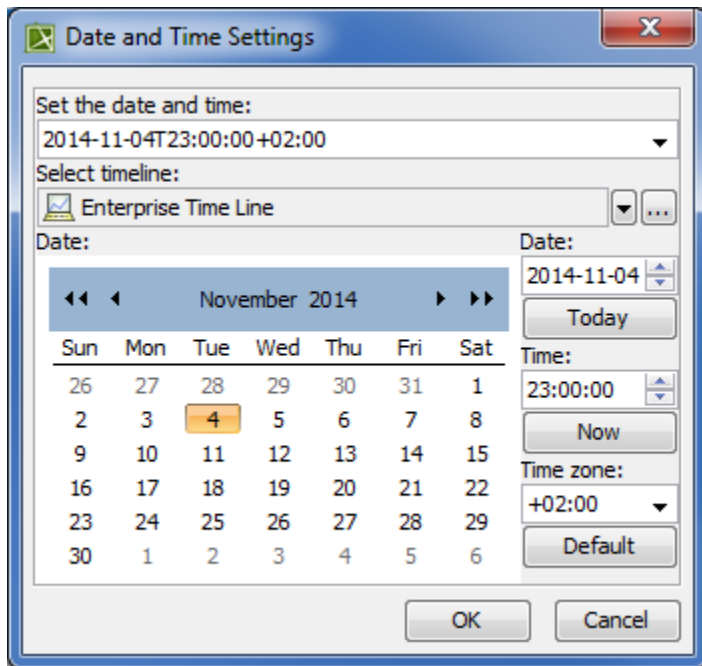 Date and Time Settings
Set the date and time:
2014-11-04T23:00:00+02:00
Select timeline:
Enterprise Time Line
...
Date:
November 2014
Sun Mon Tue Wed Thu Fri Sat
26 27 28 29 30 31 1
2 3 4 5 6 7 8
9 10 11 12 13 14 15
16 17 18 19 20 21 22
23 24 25 26 27 28 29
30 1 2 3 4 5 6
Date:
2014-11-04
Today
Time:
23:00:00
Now
Time zone:
+02:00
Default
OK Cancel